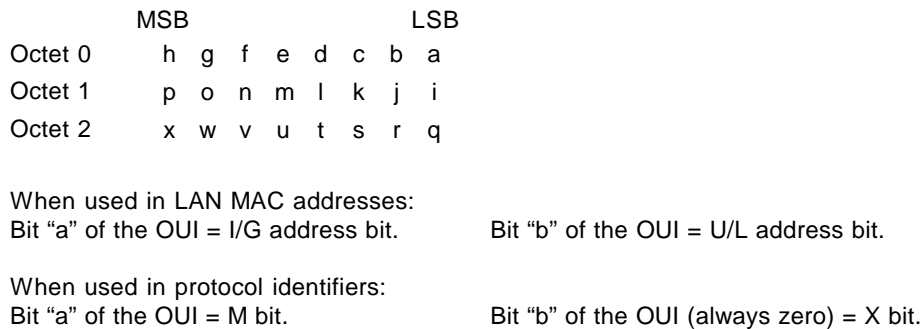 MSB LSB
Octet 0 h g f e d c b a
Octet 1 p o n m l k j i
Octet 2 x w v u t s r q
When used in LAN MAC addresses:
Bit “a” of the OUI = I/G address bit. Bit “b” of the OUI = U/L address bit.
When used in protocol identifiers:
Bit “a” of the OUI = M bit. Bit “b” of the OUI (always zero) = X bit.